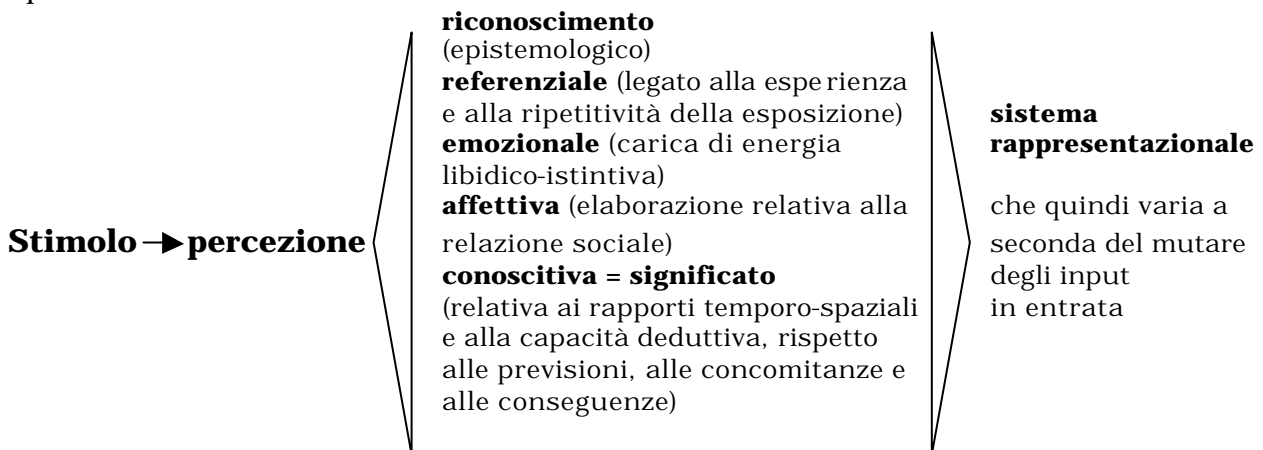 Stimolo → percezione
riconoscimento
(epistemologico)
referenziale (legato alla esperienza
e alla ripetitività della esposizione)
emozionale (carica di energia
libidico-istintiva)
affettiva (elaborazione relativa alla
relazione sociale)
conoscitiva = significato
(relativa ai rapporti temporo-spaziali
e alla capacità deduttiva, rispetto
alle previsioni, alle concomitanze e
alle conseguenze)
sistema
rappresentazionale
che quindi varia a
seconda del mutare
degli input
in entrata